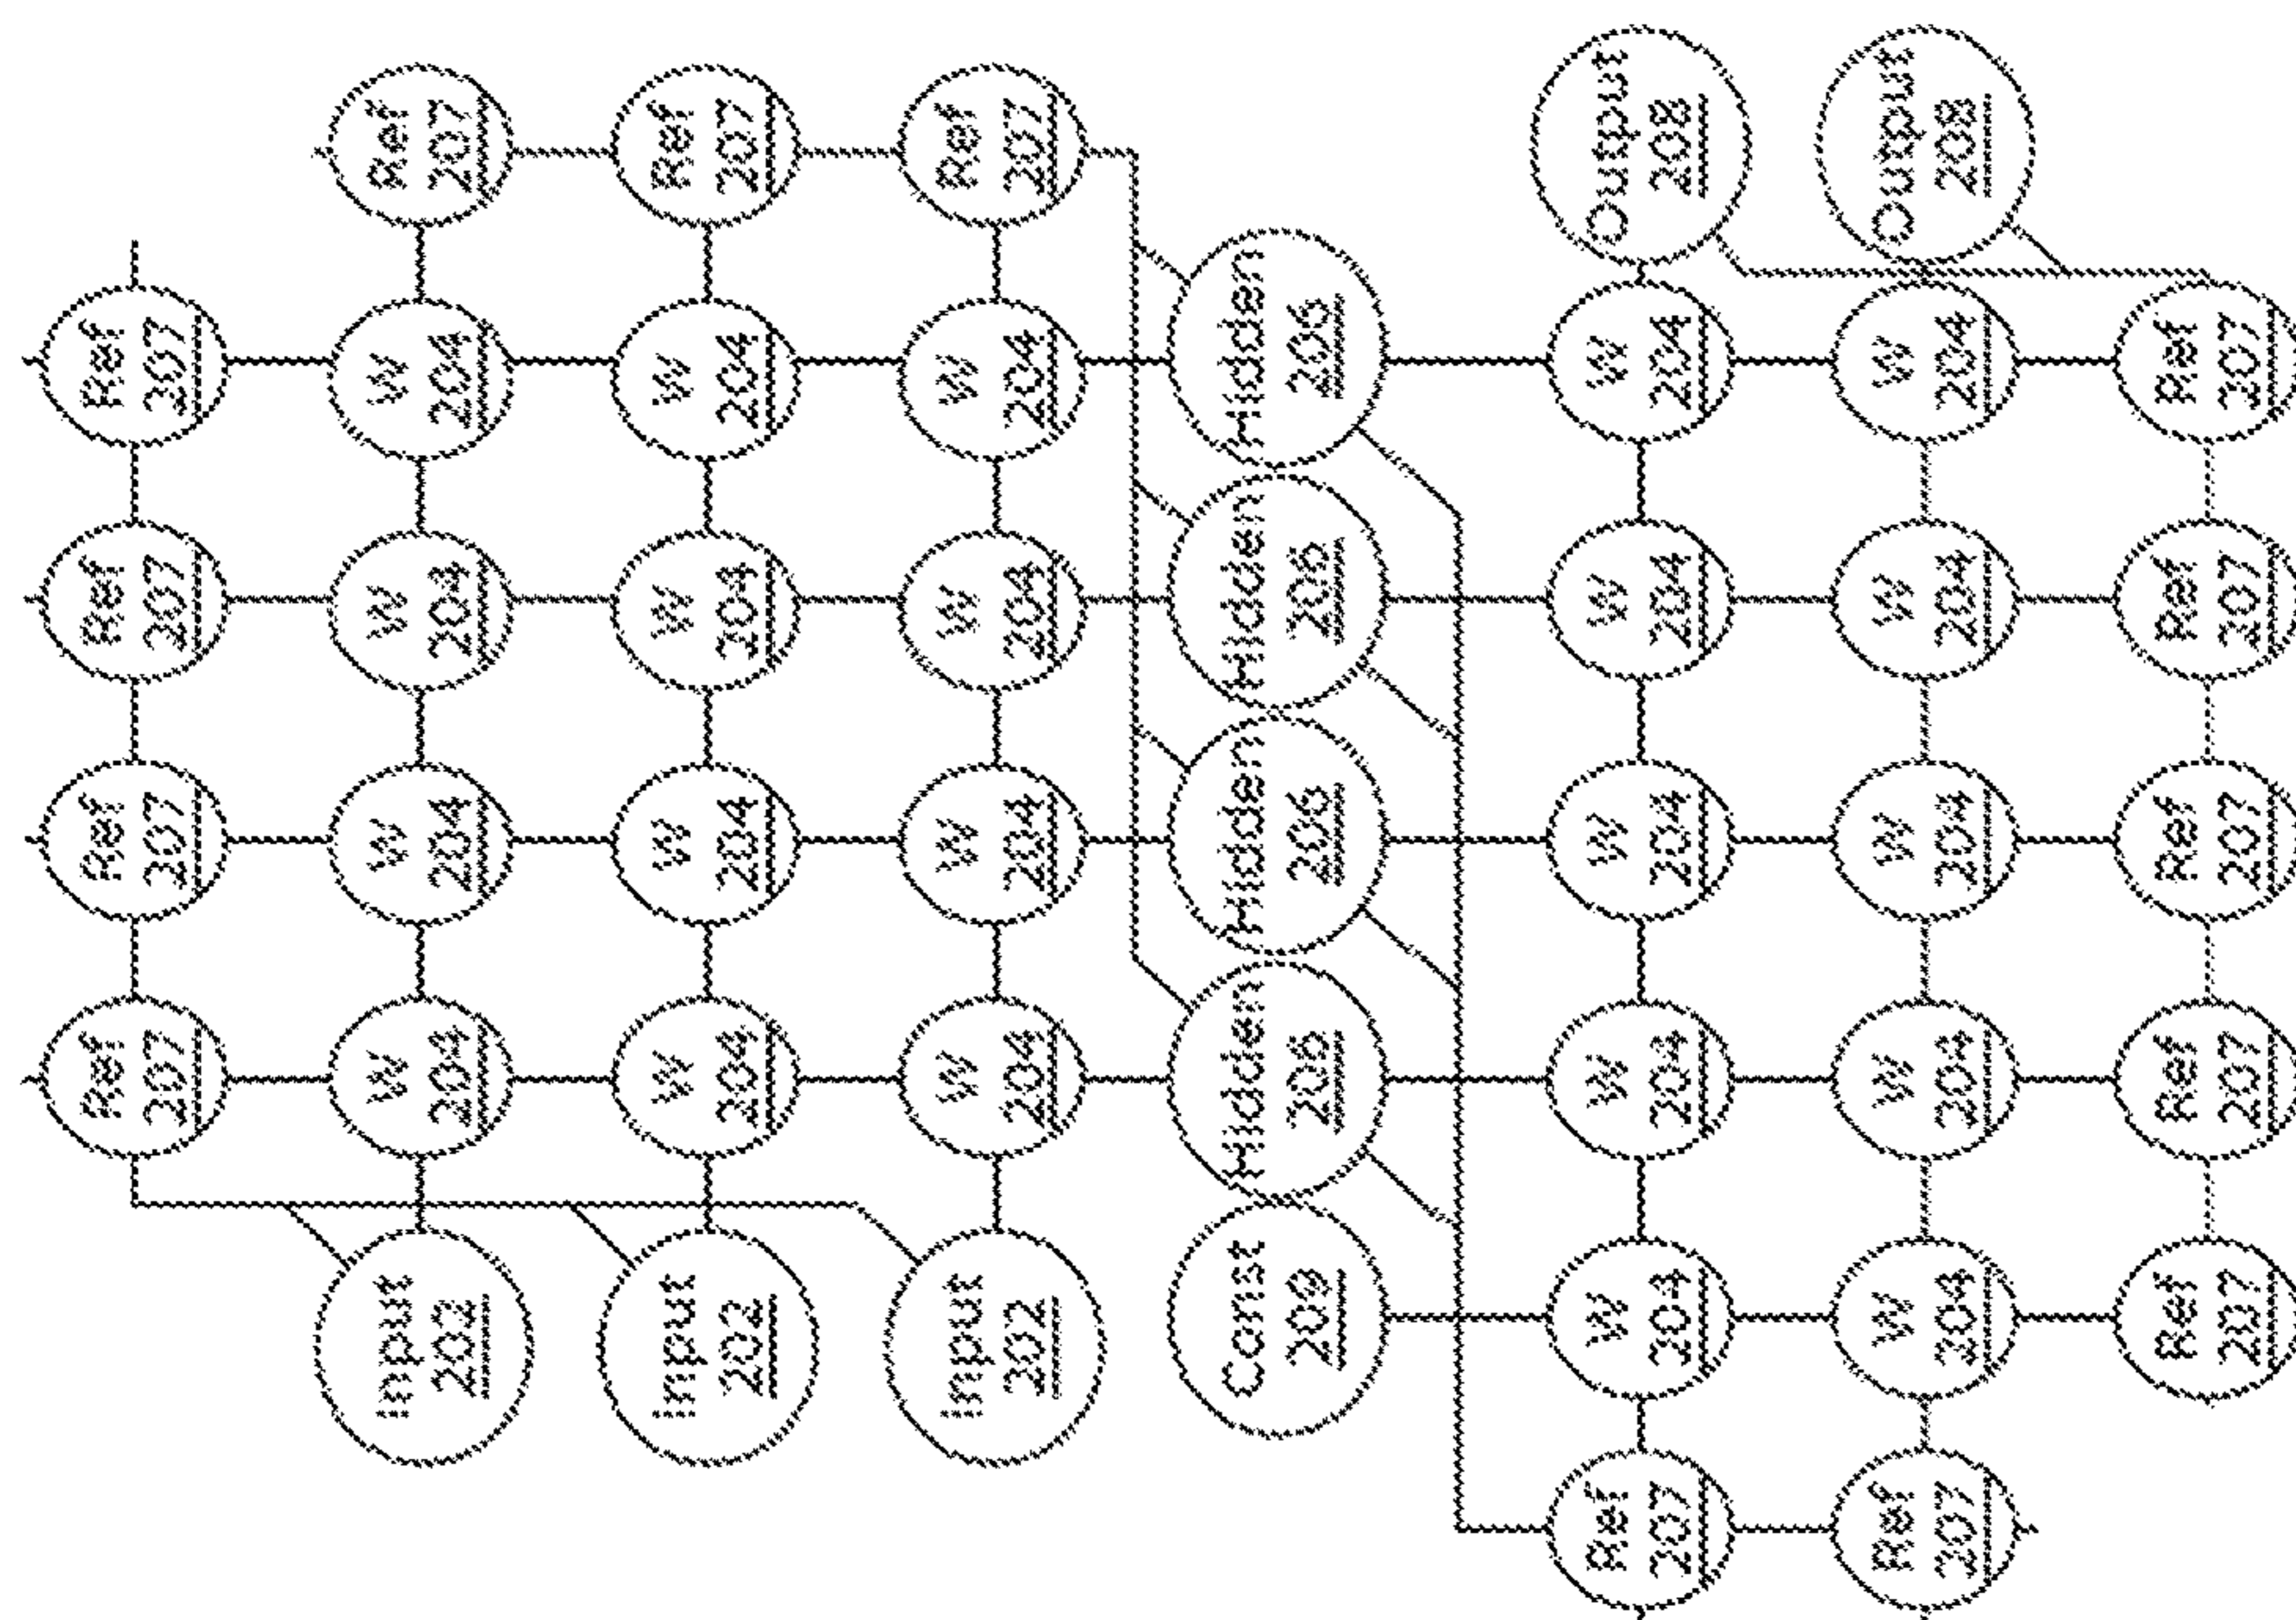 Ref Ref Ref Ref
207 207 207 207
Input W W W W Ref
202 204 204 204 204 207
Input W W W W Ref
202 204 204 204 204 207
Input W W W W Ref
202 204 204 204 204 207
Const Hidden Hidden Hidden Hidden
209 206 206 206 206
Ref W W W W W Output
207 204 204 204 204 204 208
Ref W W W W W Output
207 204 204 204 204 204 208
Ref Ref Ref Ref Ref
207 207 207 207 207